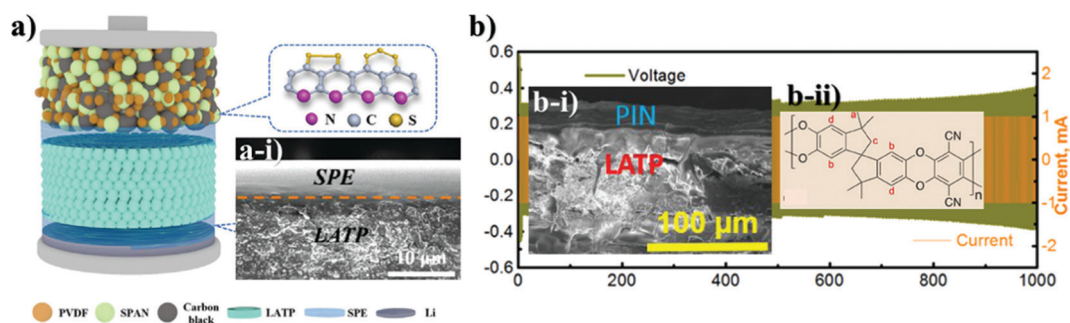 a)
N C S
a-i)
SPE
LATP
10 μm
PVDF SPAN Carbon black LATP SPE Li
b)
0.6
0.4
0.2
0.0
-0.2
-0.4
-0.6
Voltage
b-i)
PIN
LATP
100 μm
b-ii)
O
O
a
d
b
c
b
d
O
O
CN
CN
n
Current
0 200 400 600 800 1000
2
1
0
-1
-2
Current, mA